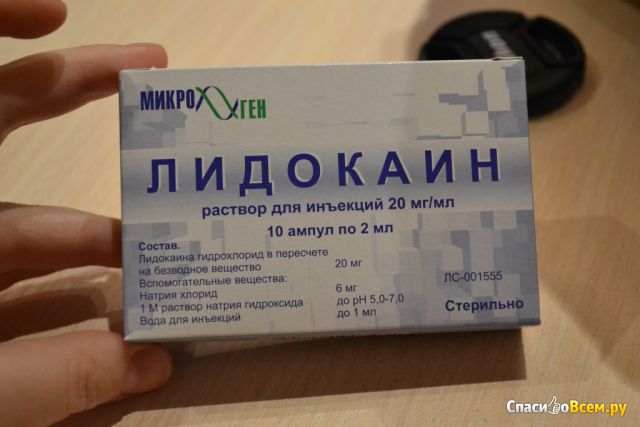 МИКРО ГЕН
ЛИДОКАИН
раствор для инъекций 20 мг/мл
10 ампул по 2 мл
Состав.
Лидокаина гидрохлорид в пересчете
на безводное вещество 20 мг
Вспомогательные вещества:
Натрия хлорид 6 мг
1 М раствор натрия гидроксида до pH 5,0-7,0
Вода для инъекций до 1 мл
ЛС-001555
Стерильно
СпасибоВсем.ру